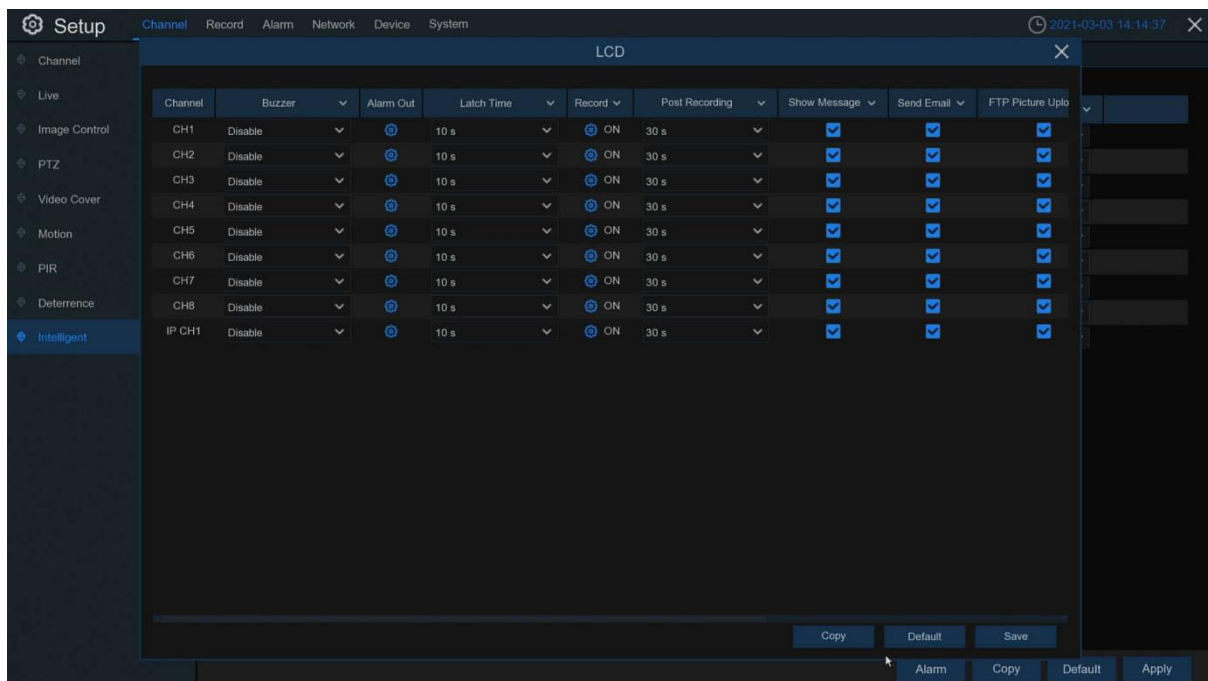 Setup Channel Record Alarm Network Device System 2021-03-03 14:14:37
LCD
Channel
Live
Image Control
PTZ
Video Cover
Motion
PIR
Deterrence
Intelligent
Channel Buzzer Alarm Out Latch Time Record Post Recording Show Message Send Email FTP Picture Uplo
CH1 Disable 10 s ON 30 s
CH2 Disable 10 s ON 30 s
CH3 Disable 10 s ON 30 s
CH4 Disable 10 s ON 30 s
CH5 Disable 10 s ON 30 s
CH6 Disable 10 s ON 30 s
CH7 Disable 10 s ON 30 s
CH8 Disable 10 s ON 30 s
IP CH1 Disable 10 s ON 30 s
Copy Default Save
Alarm Copy Default Apply